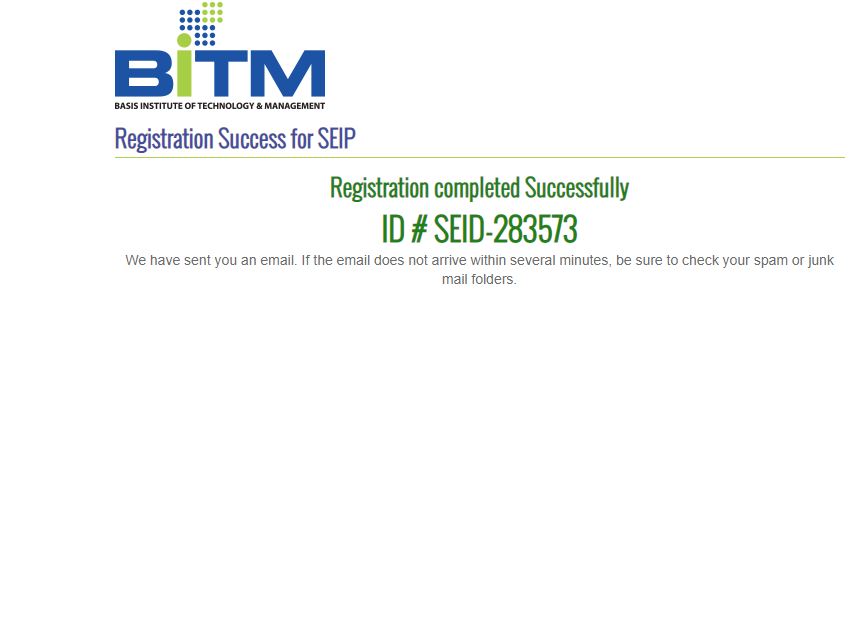 BiTM
BASIS INSTITUTE OF TECHNOLOGY & MANAGEMENT
Registration Success for SEIP
Registration completed Successfully
ID # SEID-283573
We have sent you an email. If the email does not arrive within several minutes, be sure to check your spam or junk
mail folders.